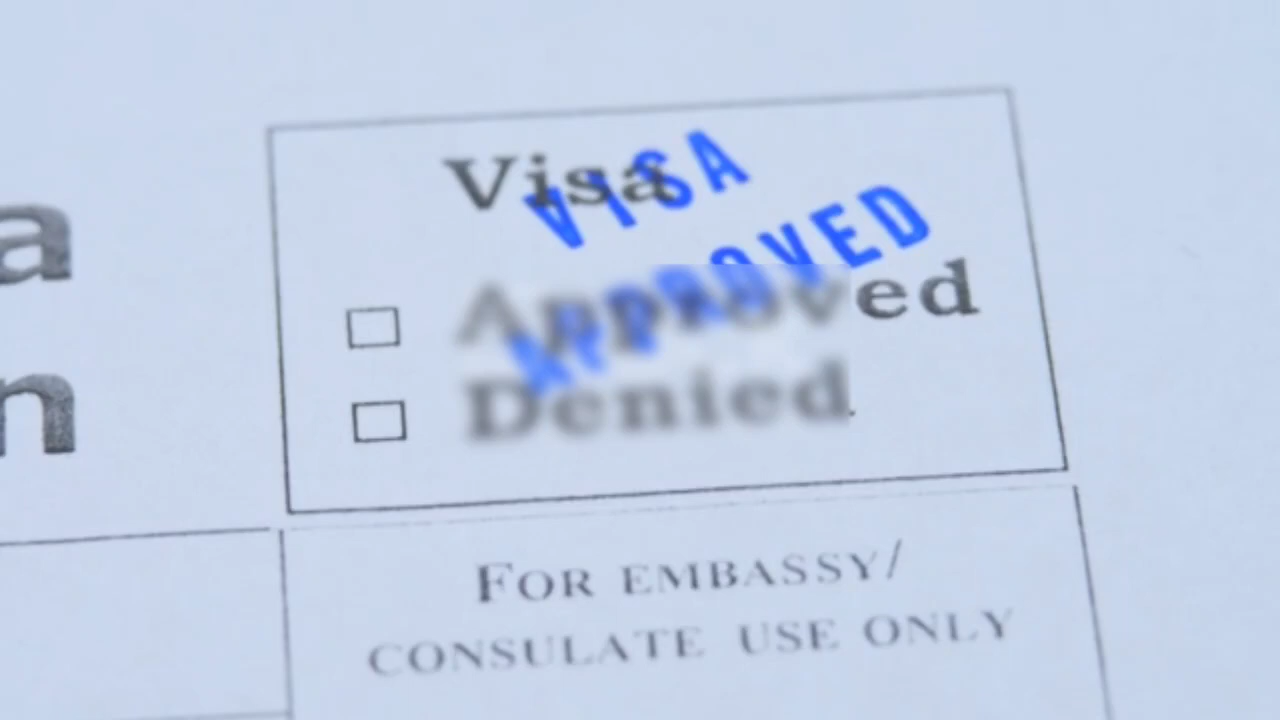 a
n
Visa
VISA
APPROVED
Approved
Denied
FOR EMBASSY/
CONSULATE USE ONLY